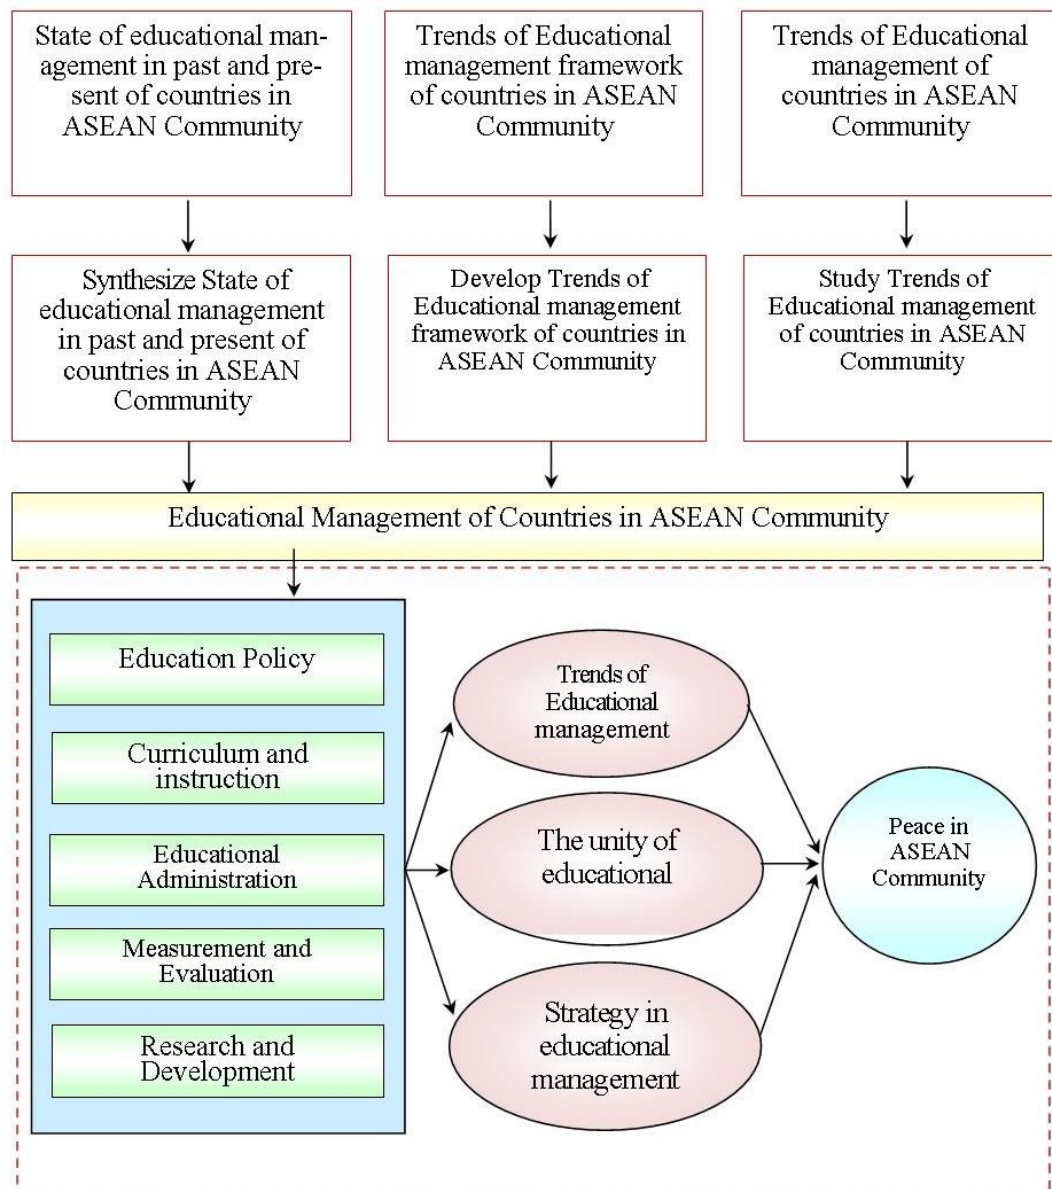 State of educational man-
agement in past and pre-
sent of countries in
ASEAN Community
Trends of Educational
management framework
of countries in ASEAN
Community
Trends of Educational
management of
countries in ASEAN
Community
Synthesize State of
educational management
in past and present of
countries in ASEAN
Community
Develop Trends of
Educational management
framework of countries in
ASEAN Community
Study Trends of
Educational management
of countries in ASEAN
Community
Educational Management of Countries in ASEAN Community
Education Policy
Curriculum and
instruction
Educational
Administration
Measurement and
Evaluation
Research and
Development
Trends of
Educational
management
The unity of
educational
Strategy in
educational
management
Peace in
ASEAN
Community